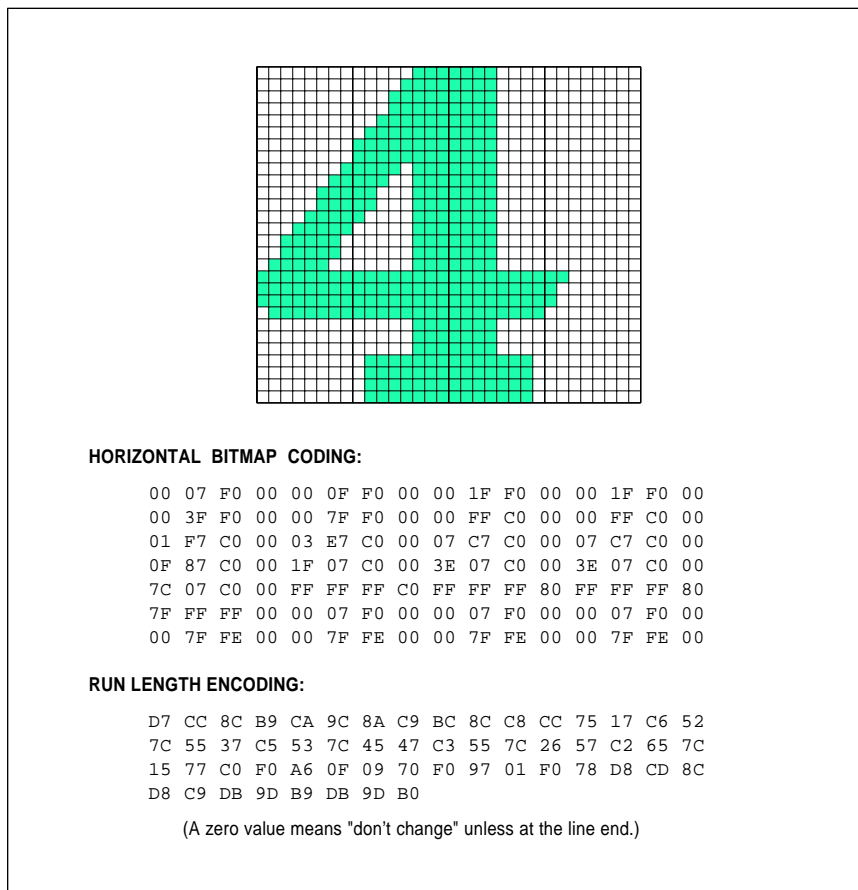 HORIZONTAL BITMAP CODING:
00 07 F0 00 00 0F F0 00 00 1F F0 00 00 1F F0 00
00 3F F0 00 00 7F F0 00 00 FF C0 00 00 FF C0 00
01 F7 C0 00 03 E7 C0 00 07 C7 C0 00 07 C7 C0 00
0F 87 C0 00 1F 07 C0 00 3E 07 C0 00 3E 07 C0 00
7C 07 C0 00 FF FF FF C0 FF FF FF 80 FF FF FF 80
7F FF FF 00 00 07 F0 00 00 07 F0 00 00 07 F0 00
00 7F FE 00 00 7F FE 00 00 7F FE 00 00 7F FE 00
RUN LENGTH ENCODING:
D7 CC 8C B9 CA 9C 8A C9 BC 8C C8 CC 75 17 C6 52
7C 55 37 C5 53 7C 45 47 C3 55 7C 26 57 C2 65 7C
15 77 C0 F0 A6 0F 09 70 F0 97 01 F0 78 D8 CD 8C
D8 C9 DB 9D B9 DB 9D B0
(A zero value means "don't change" unless at the line end.)